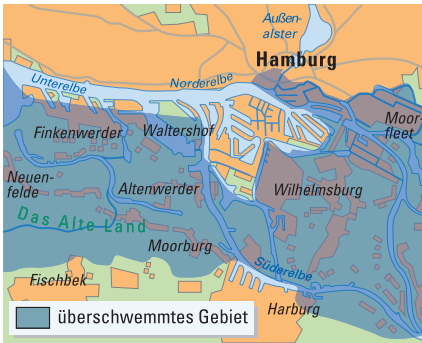 Außen-
alster
Hamburg
Unterelbe
Norderelbe
Finkenwerder
Waltershof
Moor-
fleet
Neuen-
felde
Altenwerder
Wilhelmsburg
Das Alte Land
Moorburg
Süderelbe
Fischbek
Harburg
überschwemmtes Gebiet